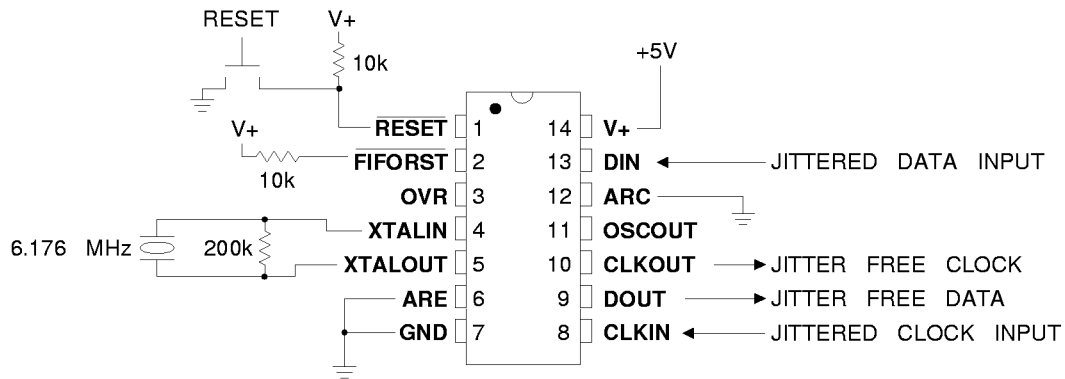 RESET
V+
10k
+5V
RESET 1 14 V+
V+
10k
FIFORST 2 13 DIN JITTERED DATA INPUT
OVR 3 12 ARC
6.176 MHz
200k
XTALIN 4 11 OSCOUT
XTALOUT 5 10 CLKOUT JITTER FREE CLOCK
ARE 6 9 DOUT JITTER FREE DATA
GND 7 8 CLKIN JITTERED CLOCK INPUT